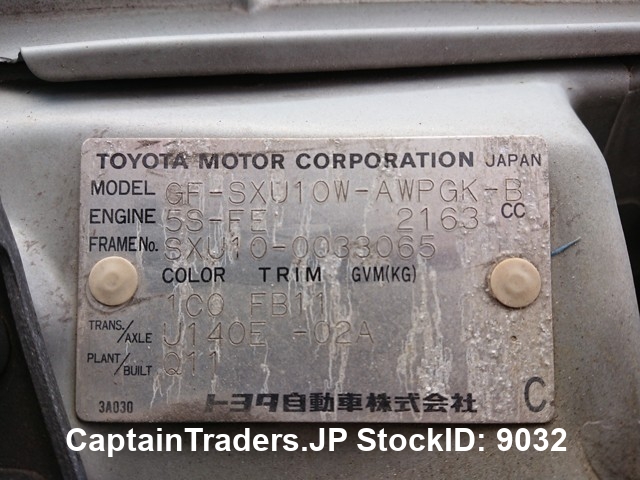 TOYOTA MOTOR CORPORATION JAPAN
MODEL GF-SXU10W-AWPGK-B
ENGINE 5S-FE 2163 CC
FRAME No. SXU10-0033065
COLOR TRIM GVM(KG)
1C0 FB11
TRANS./AXLE U140E -02A
PLANT/BUILT Q11
3A030 トヨタ自動車株式会社 C
CaptainTraders.JP StockID: 9032